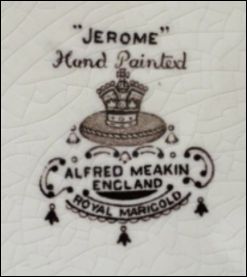 "JEROME"
Hand Painted
ALFRED MEAKIN
ENGLAND
ROYAL MARIGOLD